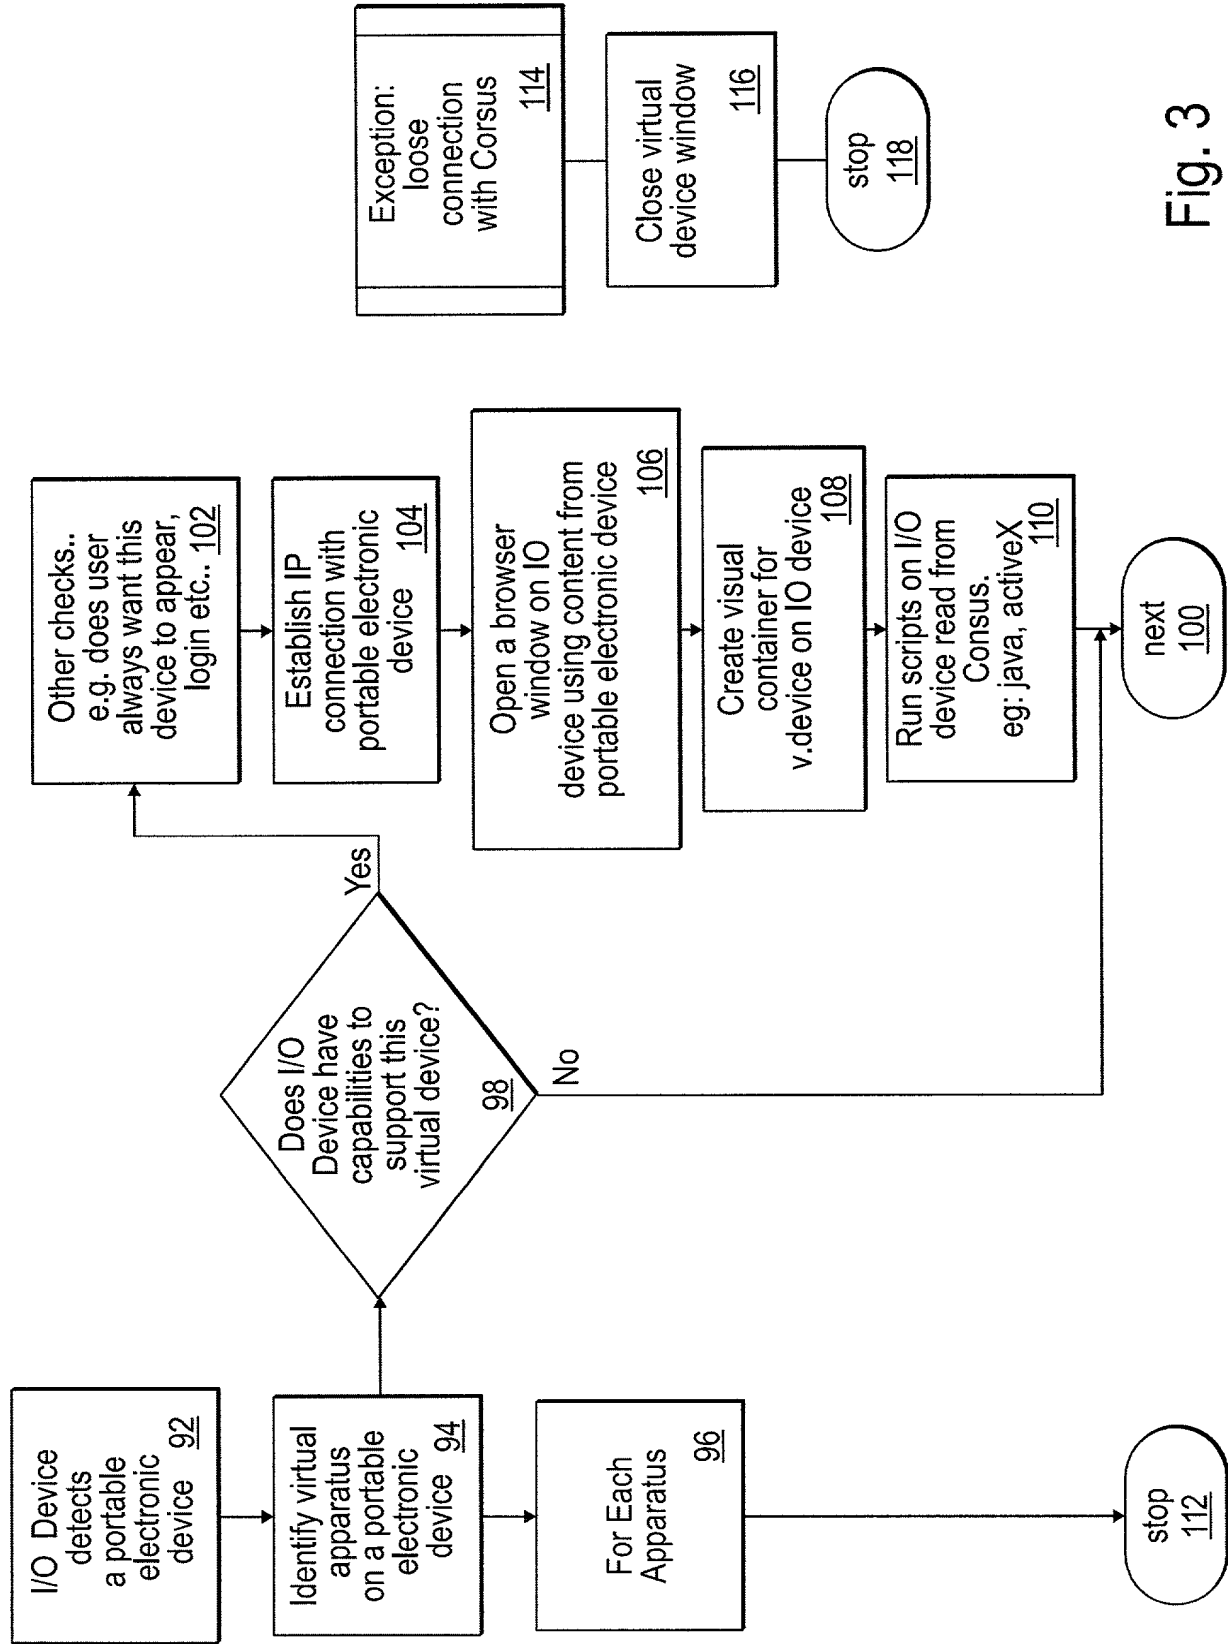 I/O Device
detects
a portable
electronic
device 92
Identify virtual
apparatus
on a portable
electronic
device 94
For Each
Apparatus
96
stop
112
Does I/O
Device have
capabilities to
support this
virtual device?
98
Yes
No
Other checks..
e.g. does user
always want this
device to appear,
login etc.. 102
Establish IP
connection with
portable electronic
device 104
Open a browser
window on IO
device using content from
portable electronic device
106
Create visual
container for
v.device on IO device
108
Run scripts on I/O
device read from
Consus.
eg: java, activeX
110
next
100
Exception:
loose
connection
with Corsus
114
Close virtual
device window
116
stop
118
Fig. 3